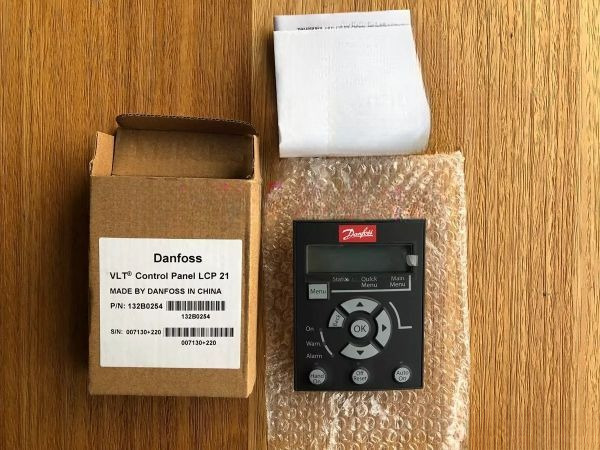 Danfoss
VLT® Control Panel LCP 21
MADE BY DANFOSS IN CHINA
P/N: 132B0254
132B0254
S/N: 007130+220
007130+220
Danfoss
Status Quick Menu Main Menu
Menu
Back
OK
On
Warn.
Alarm
Hand On
Off Reset
Auto On